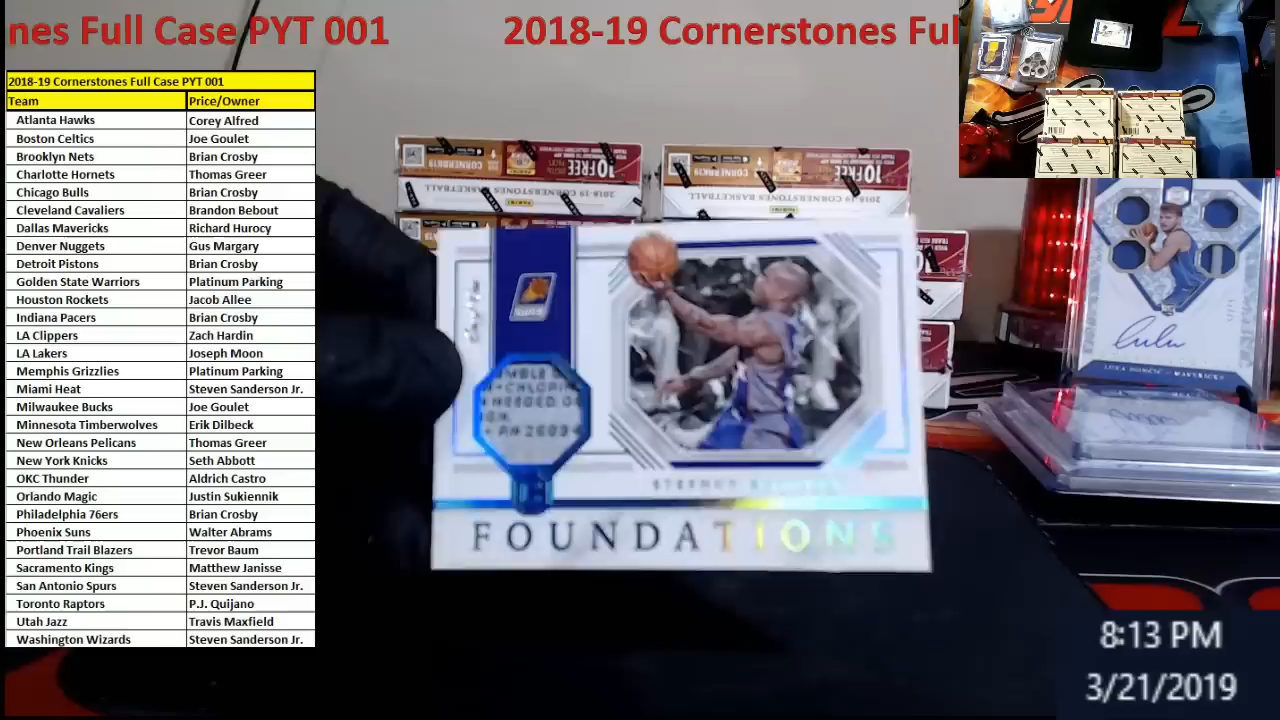 nes Full Case PYT 001
2018-19 Cornerstones Ful
2018-19 Cornerstones Full Case PYT 001
Team Price/Owner
Atlanta Hawks Corey Alfred
Boston Celtics Joe Goulet
Brooklyn Nets Brian Crosby
Charlotte Hornets Thomas Greer
Chicago Bulls Brian Crosby
Cleveland Cavaliers Brandon Bebout
Dallas Mavericks Richard Hurocy
Denver Nuggets Gus Margary
Detroit Pistons Brian Crosby
Golden State Warriors Platinum Parking
Houston Rockets Jacob Allee
Indiana Pacers Brian Crosby
LA Clippers Zach Hardin
LA Lakers Joseph Moon
Memphis Grizzlies Platinum Parking
Miami Heat Steven Sanderson Jr.
Milwaukee Bucks Joe Goulet
Minnesota Timberwolves Erik Dilbeck
New Orleans Pelicans Thomas Greer
New York Knicks Seth Abbott
OKC Thunder Aldrich Castro
Orlando Magic Justin Sukiennik
Philadelphia 76ers Brian Crosby
Phoenix Suns Walter Abrams
Portland Trail Blazers Trevor Baum
Sacramento Kings Matthew Janisse
San Antonio Spurs Steven Sanderson Jr.
Toronto Raptors P.J. Quijano
Utah Jazz Travis Maxfield
Washington Wizards Steven Sanderson Jr.
10 FREE
2018-19 CORNERSTONES BASKETBALL
10 FREE
2018-19 CORNERSTONES BASKETBALL
FOUNDATIONS
8:13 PM
3/21/2019